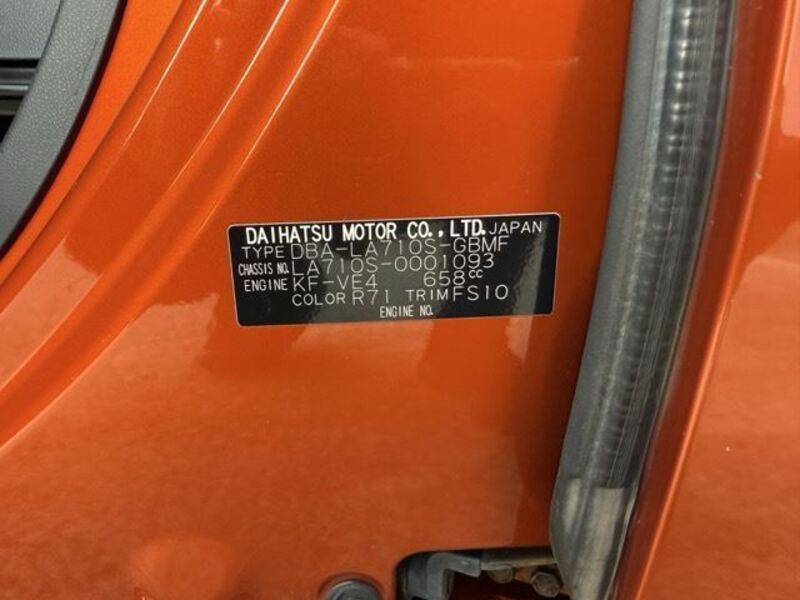 DAIHATSU MOTOR CO., LTD. JAPAN
TYPE DBA-LA710S-GBMF
CHASSIS NO. LA710S-0001093
ENGINE KF-VE4 658cc
COLOR R71 TRIM FS10
ENGINE NO.